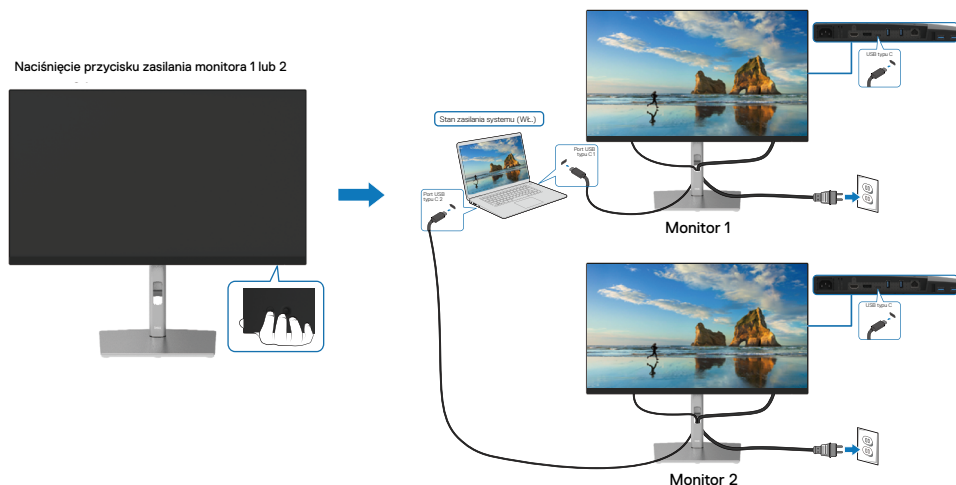 Naciśnięcie przycisku zasilania monitora 1 lub 2
Stan zasilania systemu (Wł.)
Port USB
typu C 1
Port USB
typu C 2
USB typu C
Monitor 1
USB typu C
Monitor 2